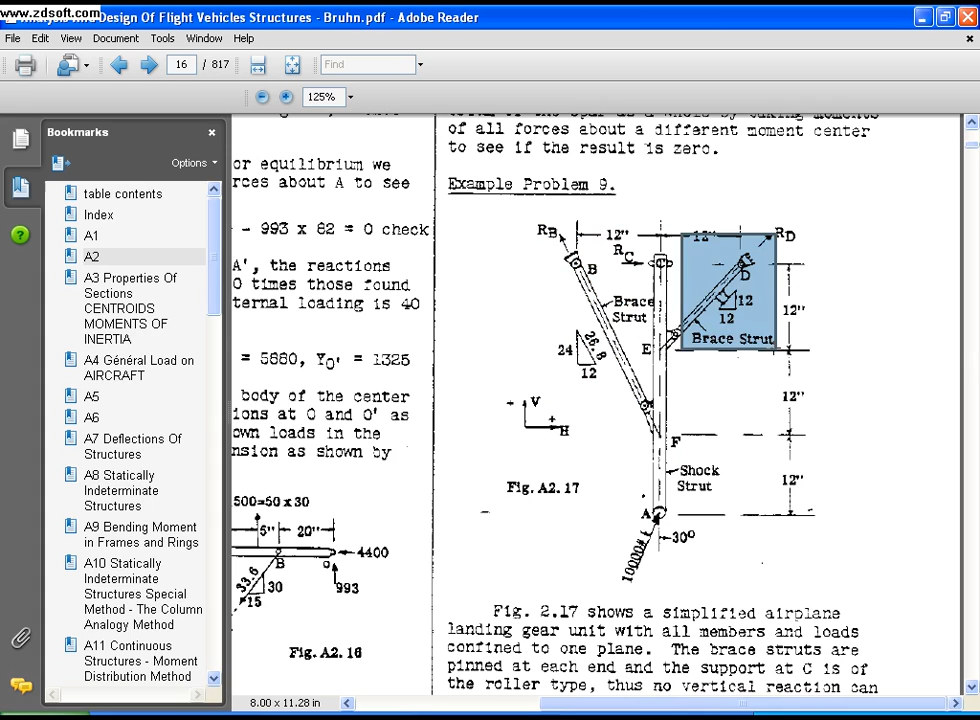 www.zdsoft.com
Design Of Flight Vehicles Structures - Bruhn.pdf - Adobe Reader
File Edit View Document Tools Window Help
16 / 817
Find
125%
Bookmarks
Options
table contents
Index
A1
A2
A3 Properties Of
Sections
CENTROIDS
MOMENTS OF
INERTIA
A4 Général Load on
AIRCRAFT
A5
A6
A7 Deflections Of
Structures
A8 Statically
Indeterminate
Structures
A9 Bending Moment
in Frames and Rings
A10 Statically
Indeterminate
Structures Special
Method - The Column
Analogy Method
A11 Continuous
Structures - Moment
Distribution Method
or equilibrium we
rces about A to see
- 993 x 82 = 0 check
A', the reactions
0 times those found
ternal loading is 40
= 5880, YO' = 1325
body of the center
ions at O and O' as
own loads in the
nsion as shown by
500=50 x 30
5" 20"
4400
B O
33.6 30
15
993
Fig. A2.16
of all forces about a different moment center
to see if the result is zero.
Example Problem 9.
RB 12" 12" RD
RC
B D
Brace
Strut
12
12
12"
Brace Strut
E
24 26.8
12
+ V
+
H
12"
F
Shock
Strut
12"
Fig. A2.17
A
30º
10000#
Fig. 2.17 shows a simplified airplane
landing gear unit with all members and loads
confined to one plane. The brace struts are
pinned at each end and the support at C is of
the roller type, thus no vertical reaction can
8.00 x 11.28 in